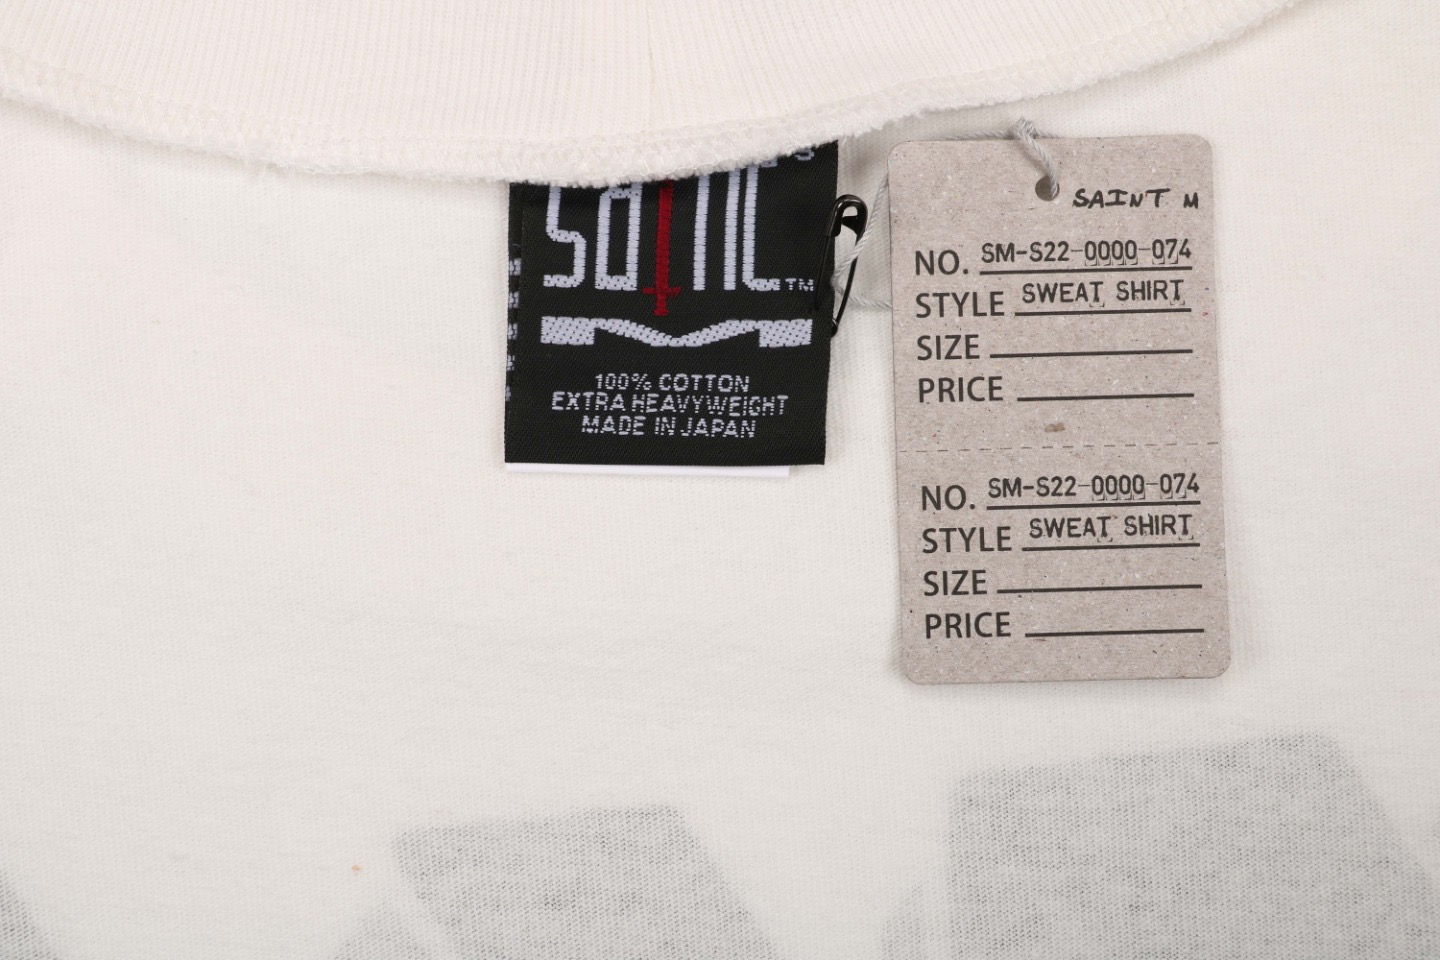 TM
100% COTTON
EXTRA HEAVYWEIGHT
MADE IN JAPAN
SAINT M
NO. SM-S22-0000-074
STYLE SWEAT SHIRT
SIZE
PRICE
NO. SM-S22-0000-074
STYLE SWEAT SHIRT
SIZE
PRICE